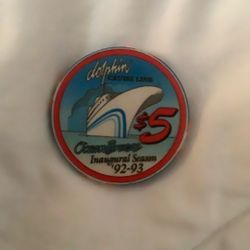 dolphin
CRUISE LINE
$5
OceanBreeze
Inaugural Season
'92-93